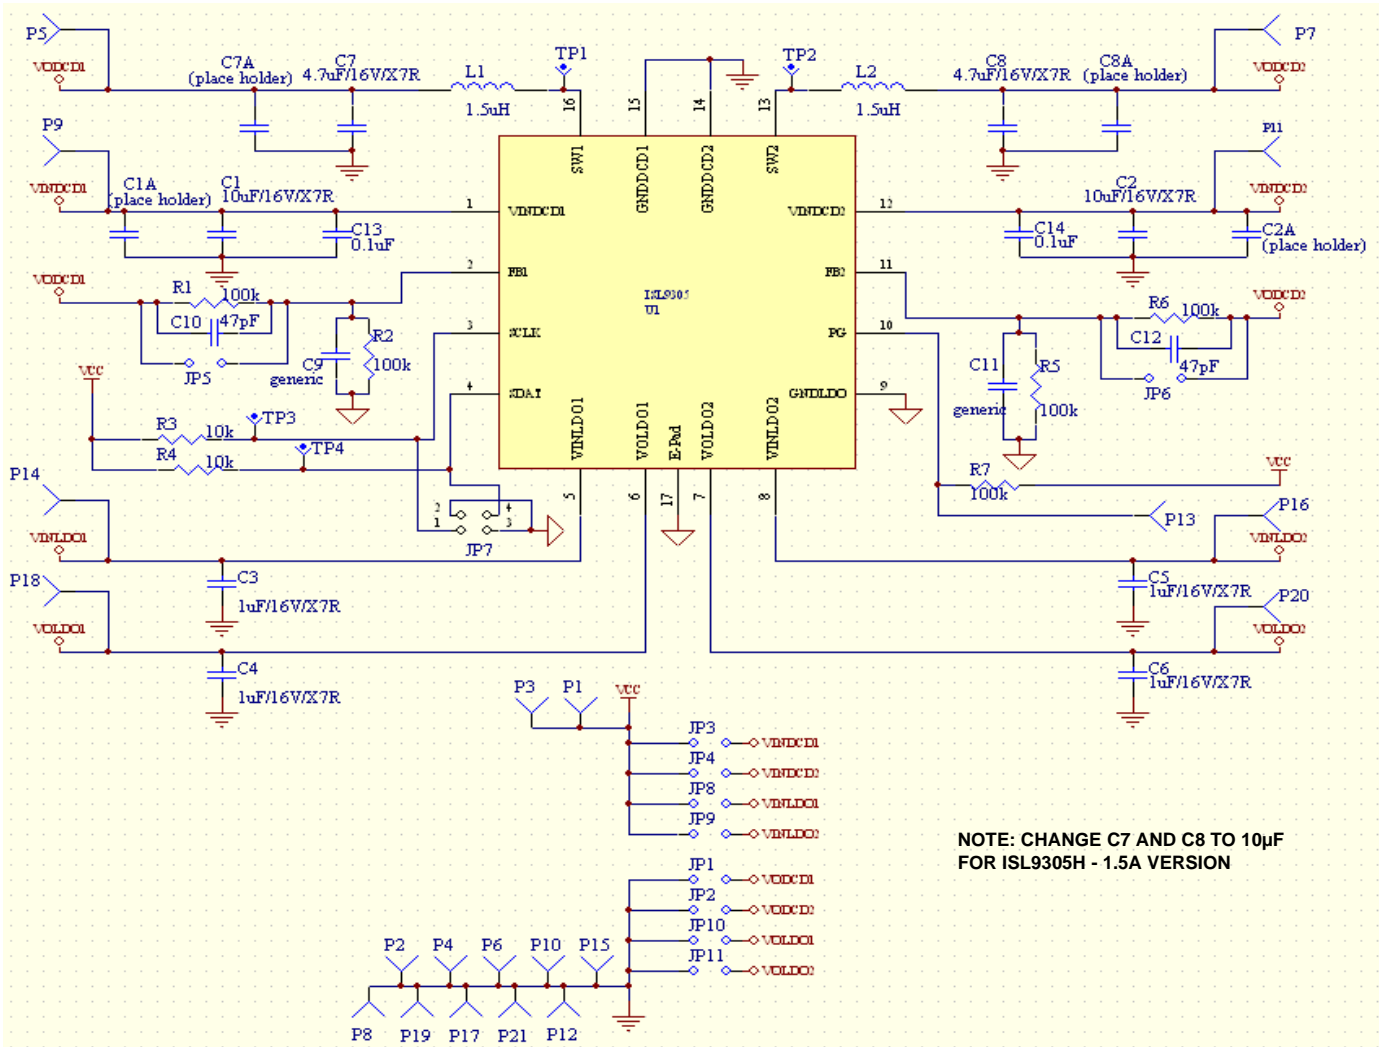 P5
VODCD1
C7A
(place holder)
C7
4.7uF/16V/X7R
L1
1.5uH
TP1
16
15
14
13
TP2
L2
1.5uH
C8
4.7uF/16V/X7R
C8A
(place holder)
P7
VODCD2
P9
VINDCD1
C1A
(place holder)
C1
10uF/16V/X7R
C13
0.1uF
SW1
GNDDCD1
GNDDCD2
SW2
P11
VINDCD2
C2
10uF/16V/X7R
C14
0.1uF
C2A
(place holder)
1
VINDCD1
VINDCD2
12
2
FB1
FB2
11
3
SCLK
PG
10
4
SDAT
GNDLDO
9
ISL9305
U1
VODCD1
R1
100k
C10
47pF
JP5
C9
generic
R2
100k
VODCD2
R6
100k
C12
47pF
JP6
C11
generic
R5
100k
VCC
R3
10k
TP3
R4
10k
TP4
VINLDO1
VOLDO1
E-Pad
VOLDO2
VINLDO2
5
6
17
7
8
R7
100k
VCC
P13
P14
VINLDO1
2
4
1
3
JP7
P16
VINLDO2
P18
VOLDO1
C3
1uF/16V/X7R
C5
1uF/16V/X7R
P20
VOLDO2
C4
1uF/16V/X7R
C6
1uF/16V/X7R
P3
P1
VCC
JP3
VINDCD1
JP4
VINDCD2
JP8
VINLDO1
JP9
VINLDO2
NOTE: CHANGE C7 AND C8 TO 10µF
FOR ISL9305H - 1.5A VERSION
JP1
VODCD1
JP2
VODCD2
JP10
VOLDO1
JP11
VOLDO2
P2
P4
P6
P10
P15
P8
P19
P17
P21
P12